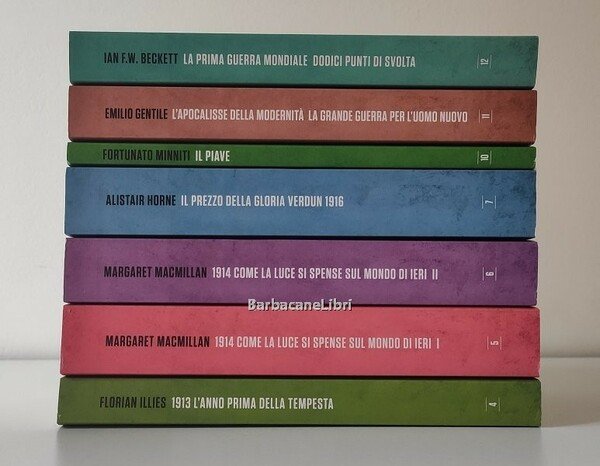 IAN F.W. BECKETT LA PRIMA GUERRA MONDIALE DODICI PUNTI DI SVOLTA 12
EMILIO GENTILE L'APOCALISSE DELLA MODERNITÀ LA GRANDE GUERRA PER L'UOMO NUOVO 11
FORTUNATO MINNITI IL PIAVE 10
ALISTAIR HORNE IL PREZZO DELLA GLORIA VERDUN 1916 7
MARGARET MACMILLAN 1914 COME LA LUCE SI SPENSE SUL MONDO DI IERI II 6
BarbacaneLibri
MARGARET MACMILLAN 1914 COME LA LUCE SI SPENSE SUL MONDO DI IERI I 5
FLORIAN ILLIES 1913 L'ANNO PRIMA DELLA TEMPESTA 4